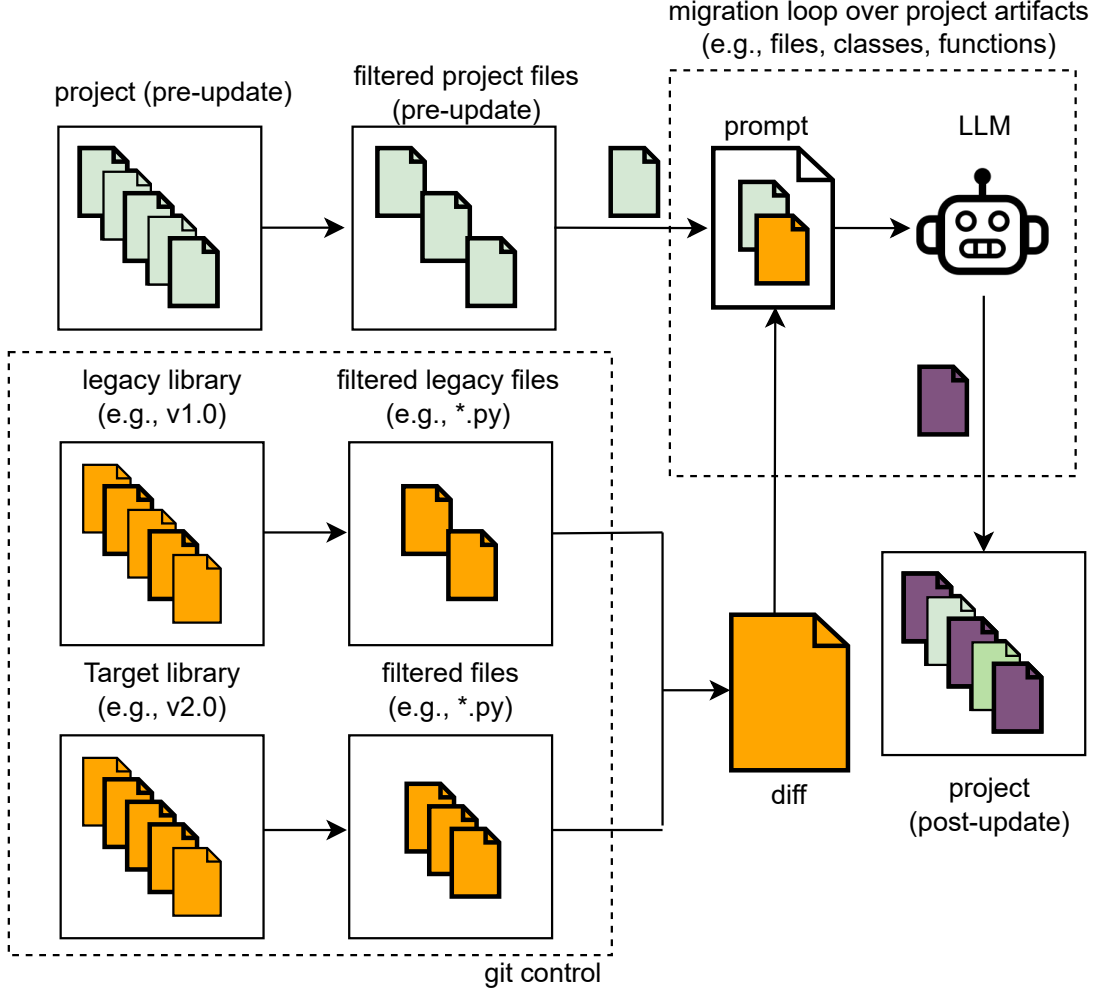 migration loop over project artifacts
(e.g., files, classes, functions)
project (pre-update)
filtered project files
(pre-update)
prompt
LLM
legacy library
(e.g., v1.0)
filtered legacy files
(e.g., *.py)
Target library
(e.g., v2.0)
filtered files
(e.g., *.py)
diff
project
(post-update)
git control